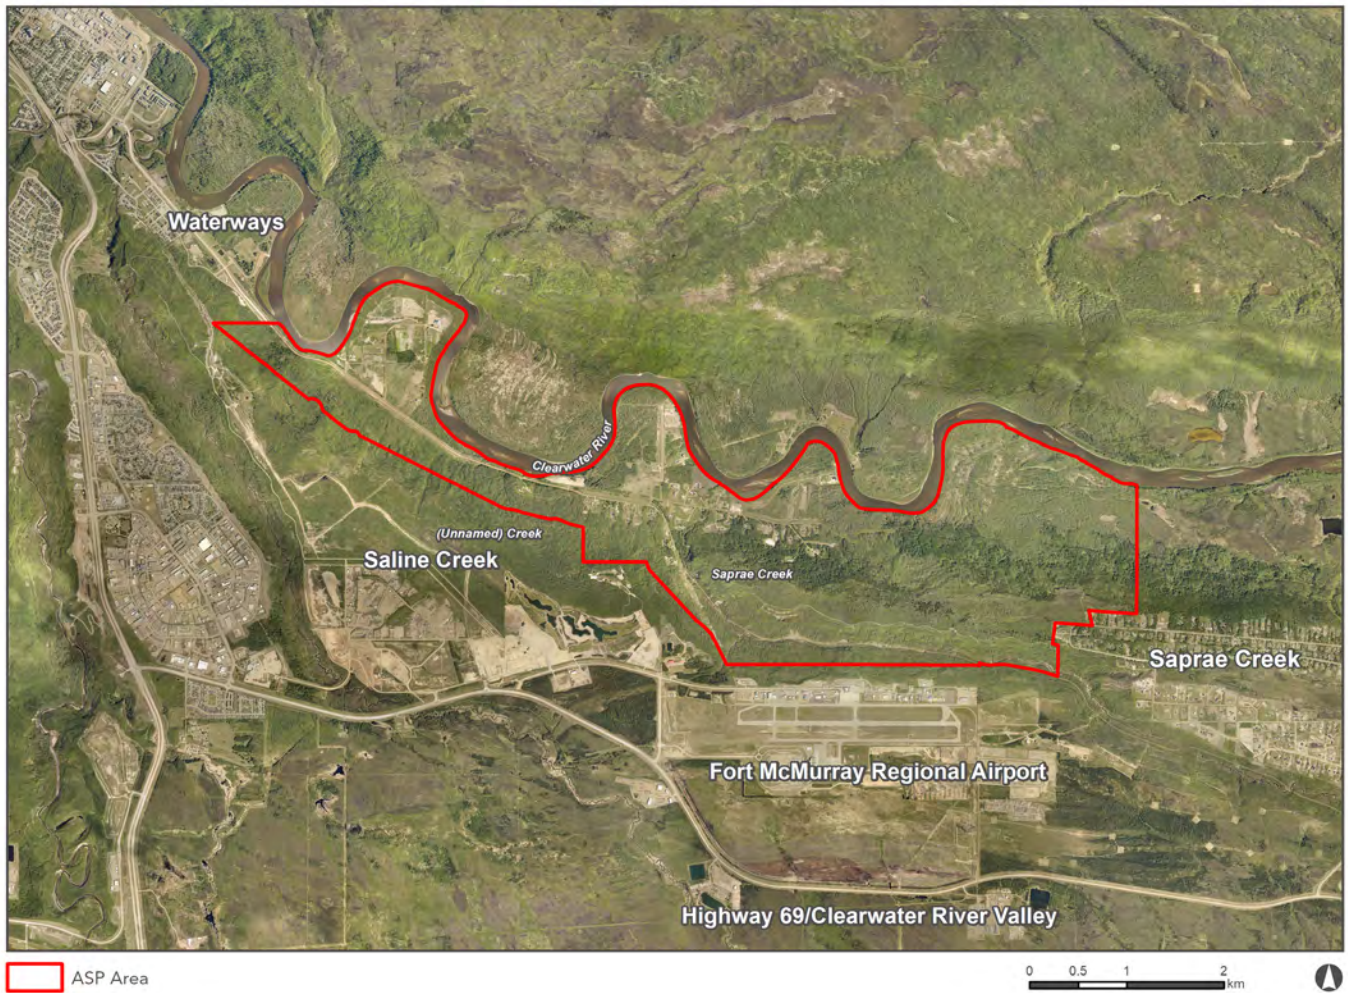 Waterways
Clearwater River
(Unnamed) Creek
Saline Creek
Saprae Creek
Saprae Creek
Fort McMurray Regional Airport
Highway 69/Clearwater River Valley
ASP Area
0 0.5 1 2
km